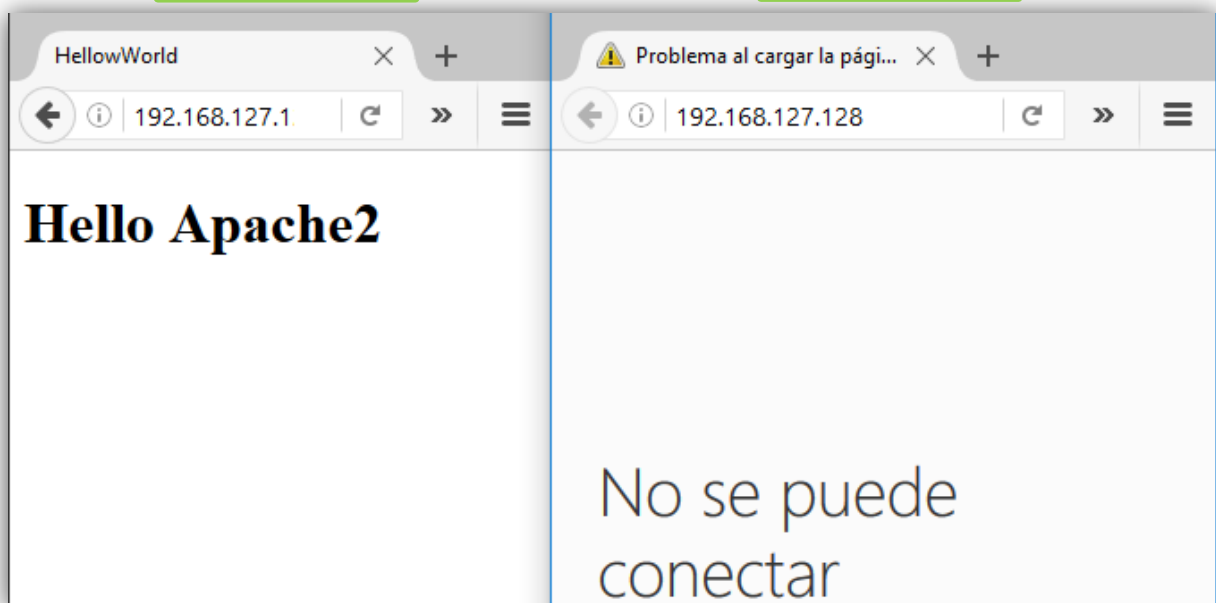 HellowWorld
192.168.127.1
Hello Apache2
Problema al cargar la pági...
192.168.127.128
No se puede
conectar